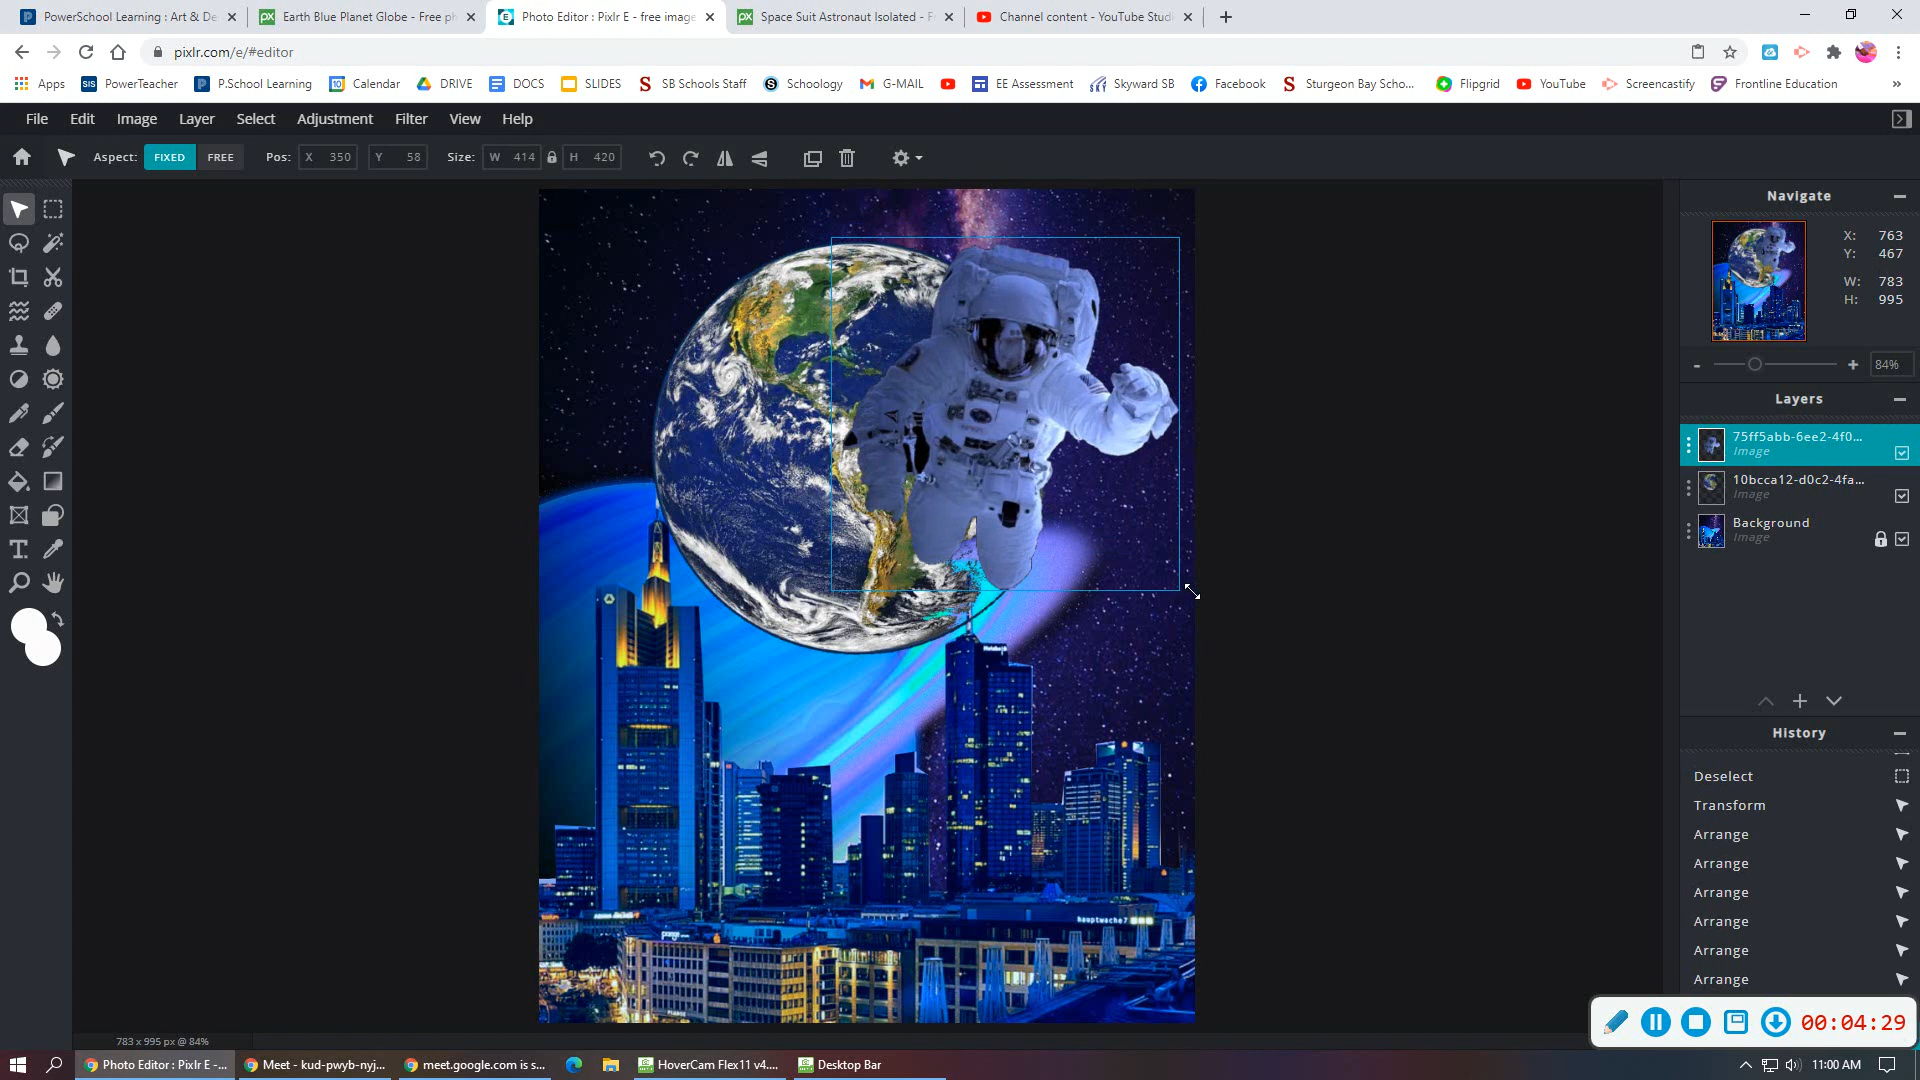 PowerSchool Learning : Art & De
Earth Blue Planet Globe - Free ph
Photo Editor : Pixlr E - free image
Space Suit Astronaut Isolated - F
Channel content - YouTube Studi
pixlr.com/e/#editor
Apps
SIS
PowerTeacher
P.School Learning
Calendar
DRIVE
DOCS
SLIDES
SB Schools Staff
Schoology
G-MAIL
EE Assessment
Skyward SB
Facebook
Sturgeon Bay Scho...
Flipgrid
YouTube
Screencastify
Frontline Education
File Edit Image Layer Select Adjustment Filter View Help
Aspect: FIXED FREE Pos: X 350 Y 58 Size: W 414 H 420
Navigate
X: 763
Y: 467
W: 783
H: 995
84%
Layers
75ff5abb-6ee2-4f0...
Image
10bcca12-d0c2-4fa...
Image
Background
Image
History
Deselect
Transform
Arrange
Arrange
Arrange
Arrange
Arrange
Arrange
hauptwache7
00:04:29
783 x 995 px @ 84%
Photo Editor : Pixlr E -...
Meet - kud-pwyb-nyj...
meet.google.com is s...
HoverCam Flex11 v4....
Desktop Bar
11:00 AM